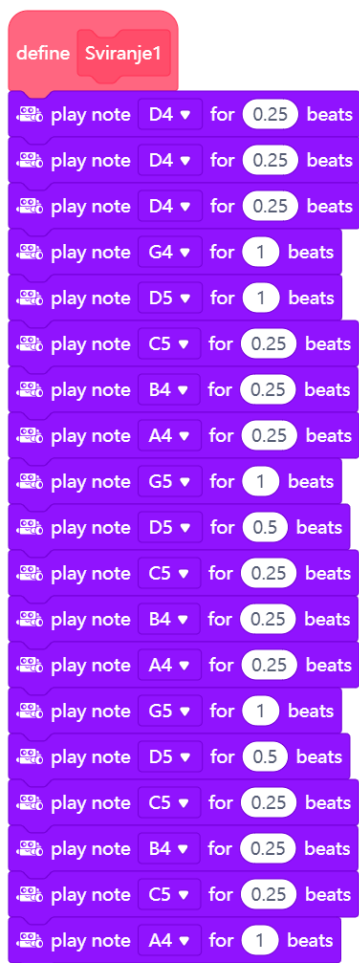 define Sviranje1
play note D4 for 0.25 beats
play note D4 for 0.25 beats
play note D4 for 0.25 beats
play note G4 for 1 beats
play note D5 for 1 beats
play note C5 for 0.25 beats
play note B4 for 0.25 beats
play note A4 for 0.25 beats
play note G5 for 1 beats
play note D5 for 0.5 beats
play note C5 for 0.25 beats
play note B4 for 0.25 beats
play note A4 for 0.25 beats
play note G5 for 1 beats
play note D5 for 0.5 beats
play note C5 for 0.25 beats
play note B4 for 0.25 beats
play note C5 for 0.25 beats
play note A4 for 1 beats